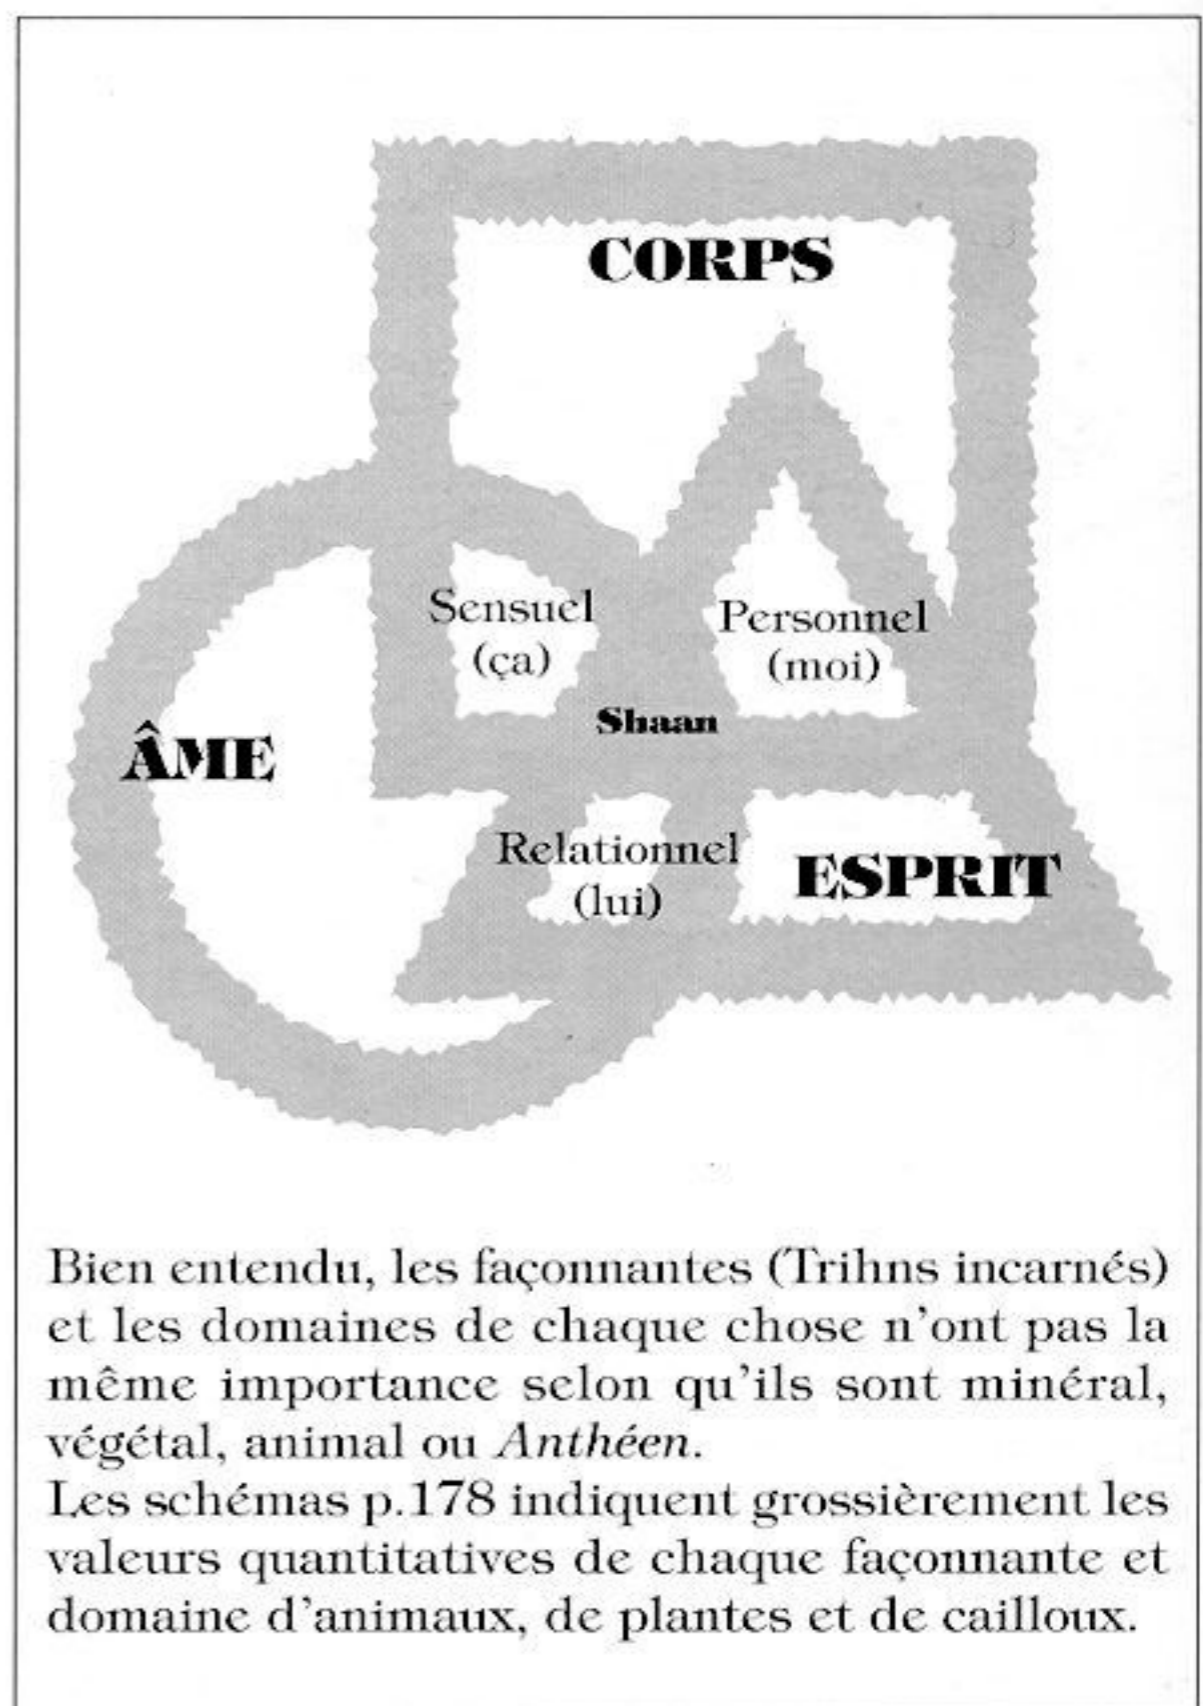 CORPS
Sensuel
(ça)
Personnel
(moi)
Shaan
ÂME
Relationnel
(lui)
ESPRIT
Bien entendu, les façonnantes (Trihns incarnés)
et les domaines de chaque chose n'ont pas la
même importance selon qu'ils sont minéral,
végétal, animal ou Anthéen.
Les schémas p.178 indiquent grossièrement les
valeurs quantitatives de chaque façonnante et
domaine d'animaux, de plantes et de cailloux.